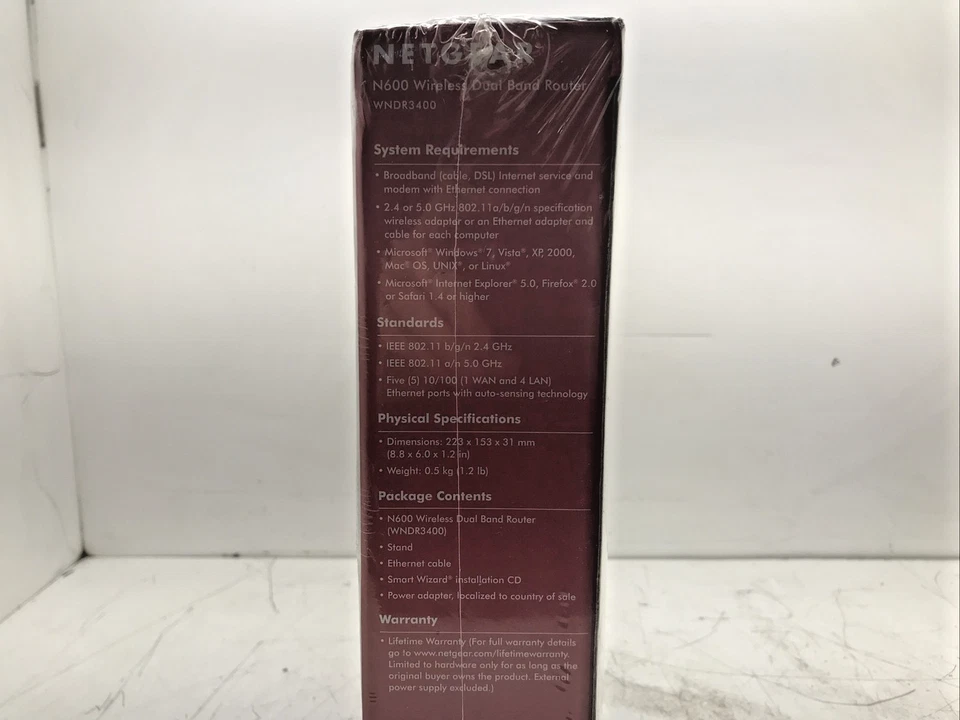 NETGEAR
N600 Wireless Dual Band Router
WNDR3400
System Requirements
• Broadband (cable, DSL) Internet service and
modem with Ethernet connection
• 2.4 or 5.0 GHz 802.11a/b/g/n specification
wireless adapter or an Ethernet adapter and
cable for each computer
• Microsoft® Windows® 7, Vista®, XP, 2000,
Mac® OS, UNIX®, or Linux®
• Microsoft® Internet Explorer® 5.0, Firefox® 2.0
or Safari 1.4 or higher
Standards
• IEEE 802.11 b/g/n 2.4 GHz
• IEEE 802.11 a/n 5.0 GHz
• Five (5) 10/100 (1 WAN and 4 LAN)
Ethernet ports with auto-sensing technology
Physical Specifications
• Dimensions: 223 x 153 x 31 mm
(8.8 x 6.0 x 1.2 in)
• Weight: 0.5 kg (1.2 lb)
Package Contents
• N600 Wireless Dual Band Router
(WNDR3400)
• Stand
• Ethernet cable
• Smart Wizard® installation CD
• Power adapter, localized to country of sale
Warranty
• Lifetime Warranty (For full warranty details
go to www.netgear.com/lifetimewarranty.
Limited to hardware only for as long as the
original buyer owns the product. External
power supply excluded.)